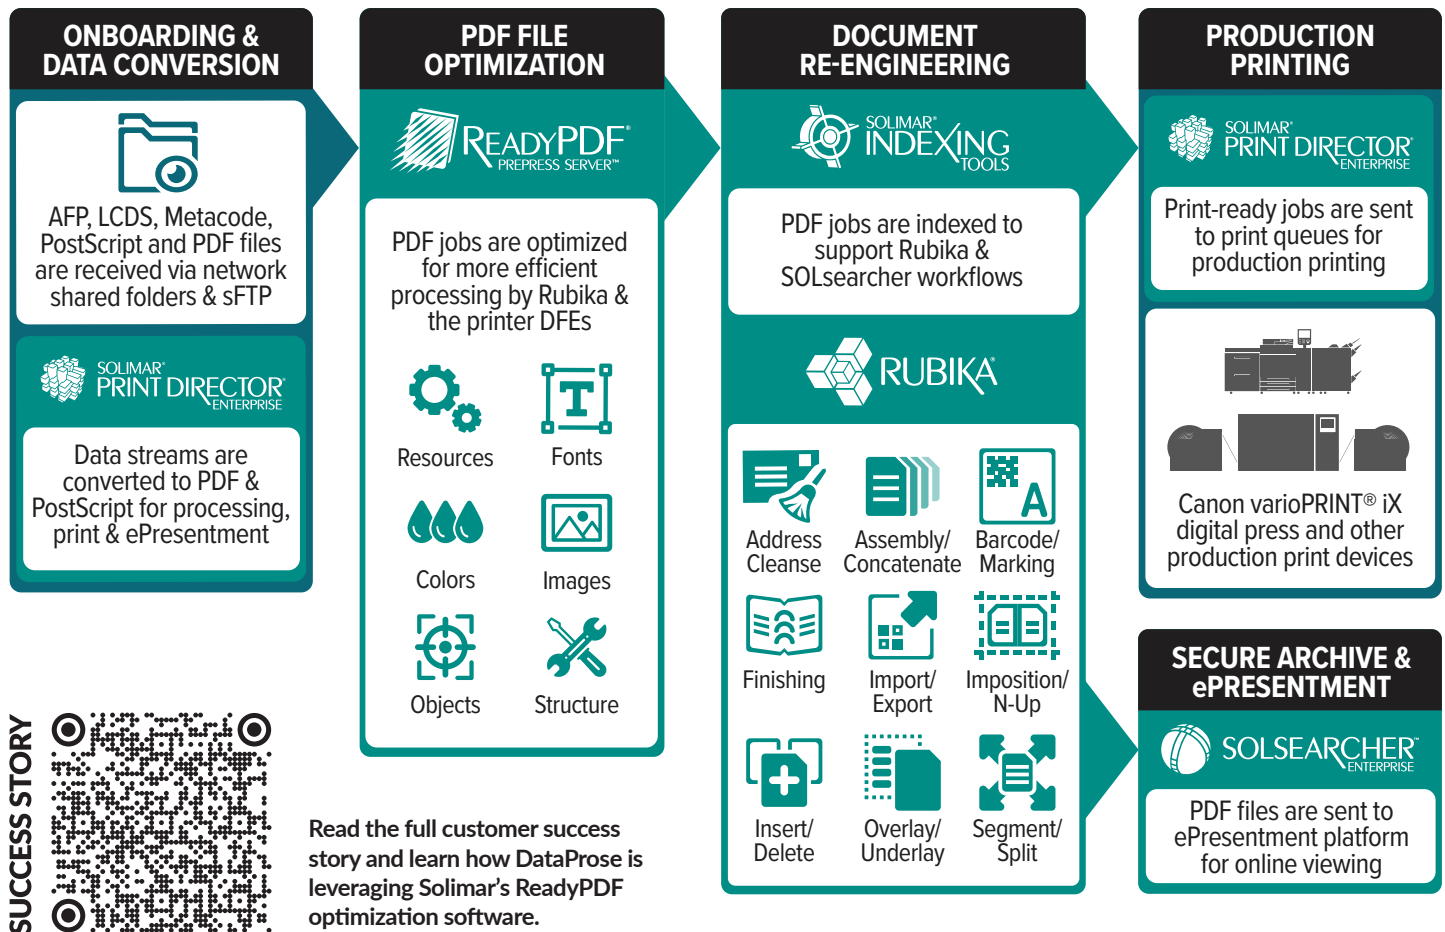 ONBOARDING &
DATA CONVERSION
AFP, LCDS, Metacode,
PostScript and PDF files
are received via network
shared folders & sFTP
SOLIMAR®
PRINT DIRECTOR®
ENTERPRISE
Data streams are
converted to PDF &
PostScript for processing,
print & ePresentment
PDF FILE
OPTIMIZATION
READYPDF®
PREPRESS SERVER™
PDF jobs are optimized
for more efficient
processing by Rubika &
the printer DFEs
Resources
Fonts
Colors
Images
Objects
Structure
DOCUMENT
RE-ENGINEERING
SOLIMAR®
INDEXING
TOOLS
PDF jobs are indexed to
support Rubika &
SOLsearcher workflows
RUBIKA®
Address
Cleanse
Assembly/
Concatenate
Barcode/
Marking
Finishing
Import/
Export
Imposition/
N-Up
Insert/
Delete
Overlay/
Underlay
Segment/
Split
PRODUCTION
PRINTING
SOLIMAR®
PRINT DIRECTOR®
ENTERPRISE
Print-ready jobs are sent
to print queues for
production printing
Canon varioPRINT® iX
digital press and other
production print devices
SECURE ARCHIVE &
ePRESENTMENT
SOLSEARCHER™
ENTERPRISE
PDF files are sent to
ePresentment platform
for online viewing
SUCCESS STORY
Read the full customer success
story and learn how DataProse is
leveraging Solimar's ReadyPDF
optimization software.